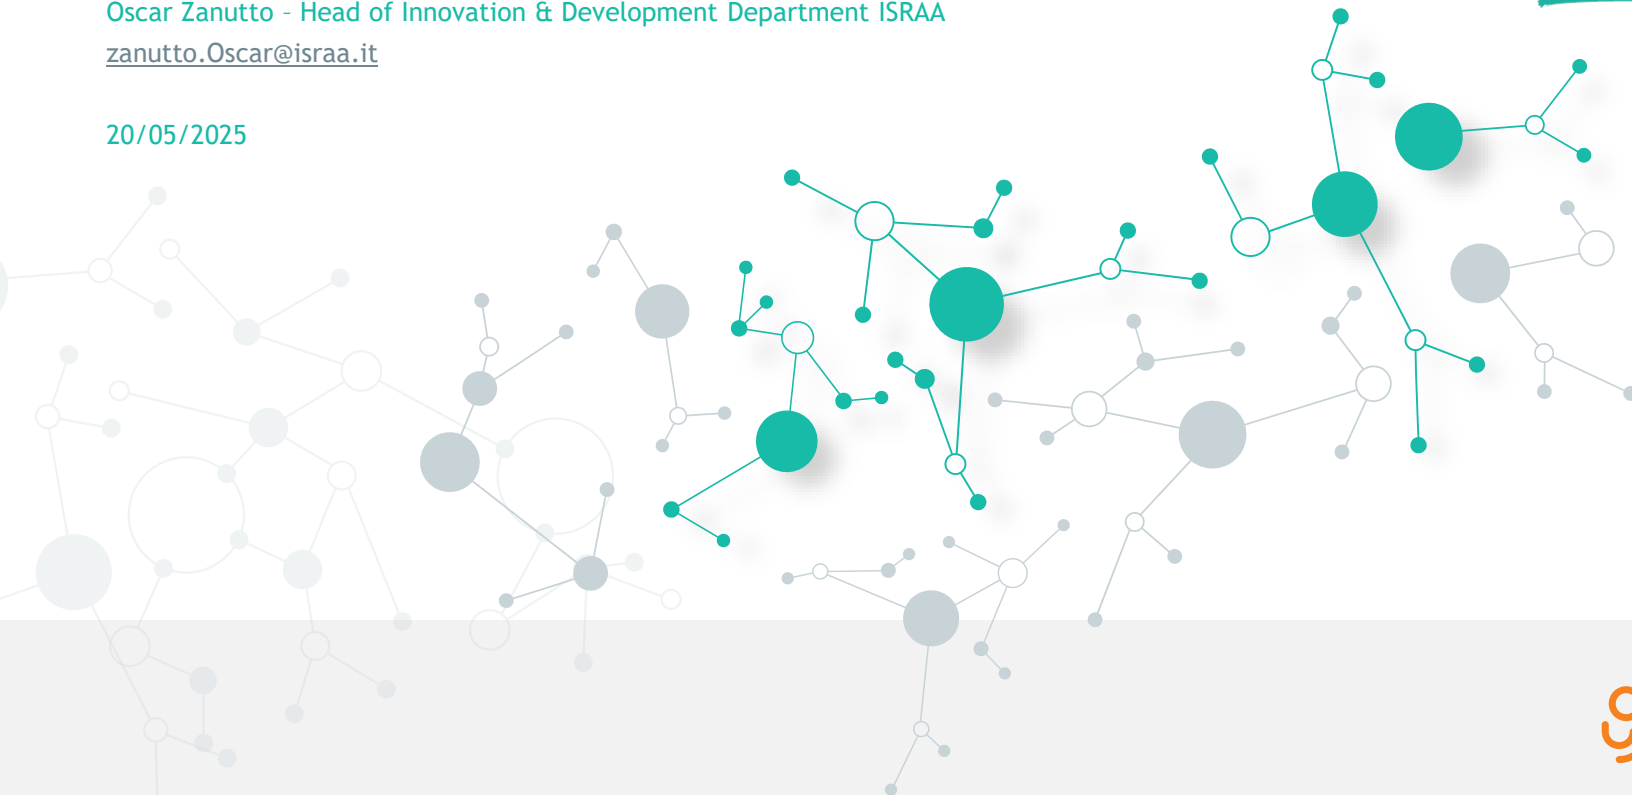 Oscar Zanutto – Head of Innovation & Development Department ISRAA
zanutto.Oscar@israa.it
20/05/2025